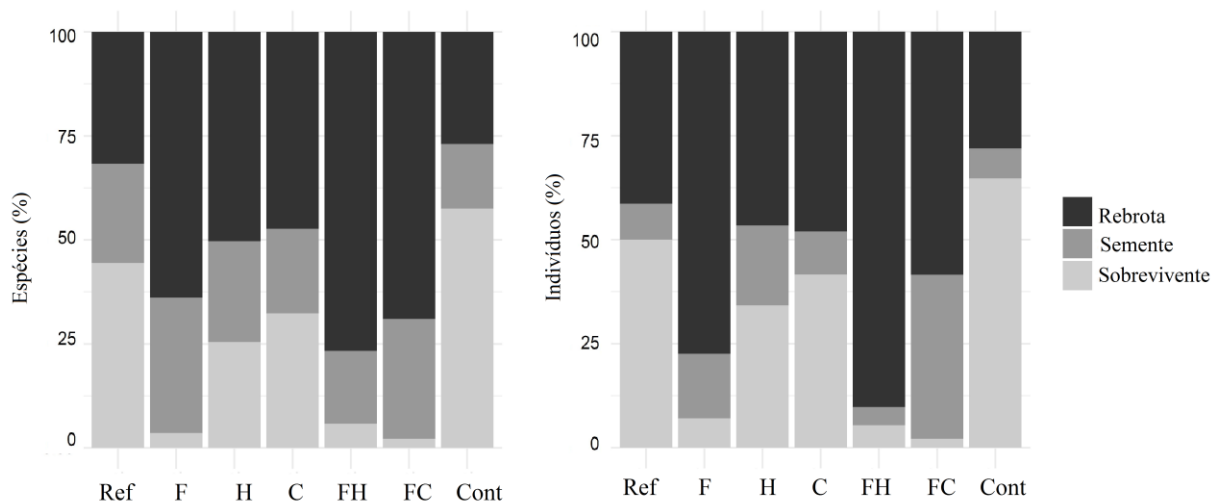 100
75
50
25
0
Espécies (%)
Ref F H C FH FC Cont
100
75
50
25
0
Indivíduos (%)
Ref F H C FH FC Cont
Rebrota
Semente
Sobrevivente